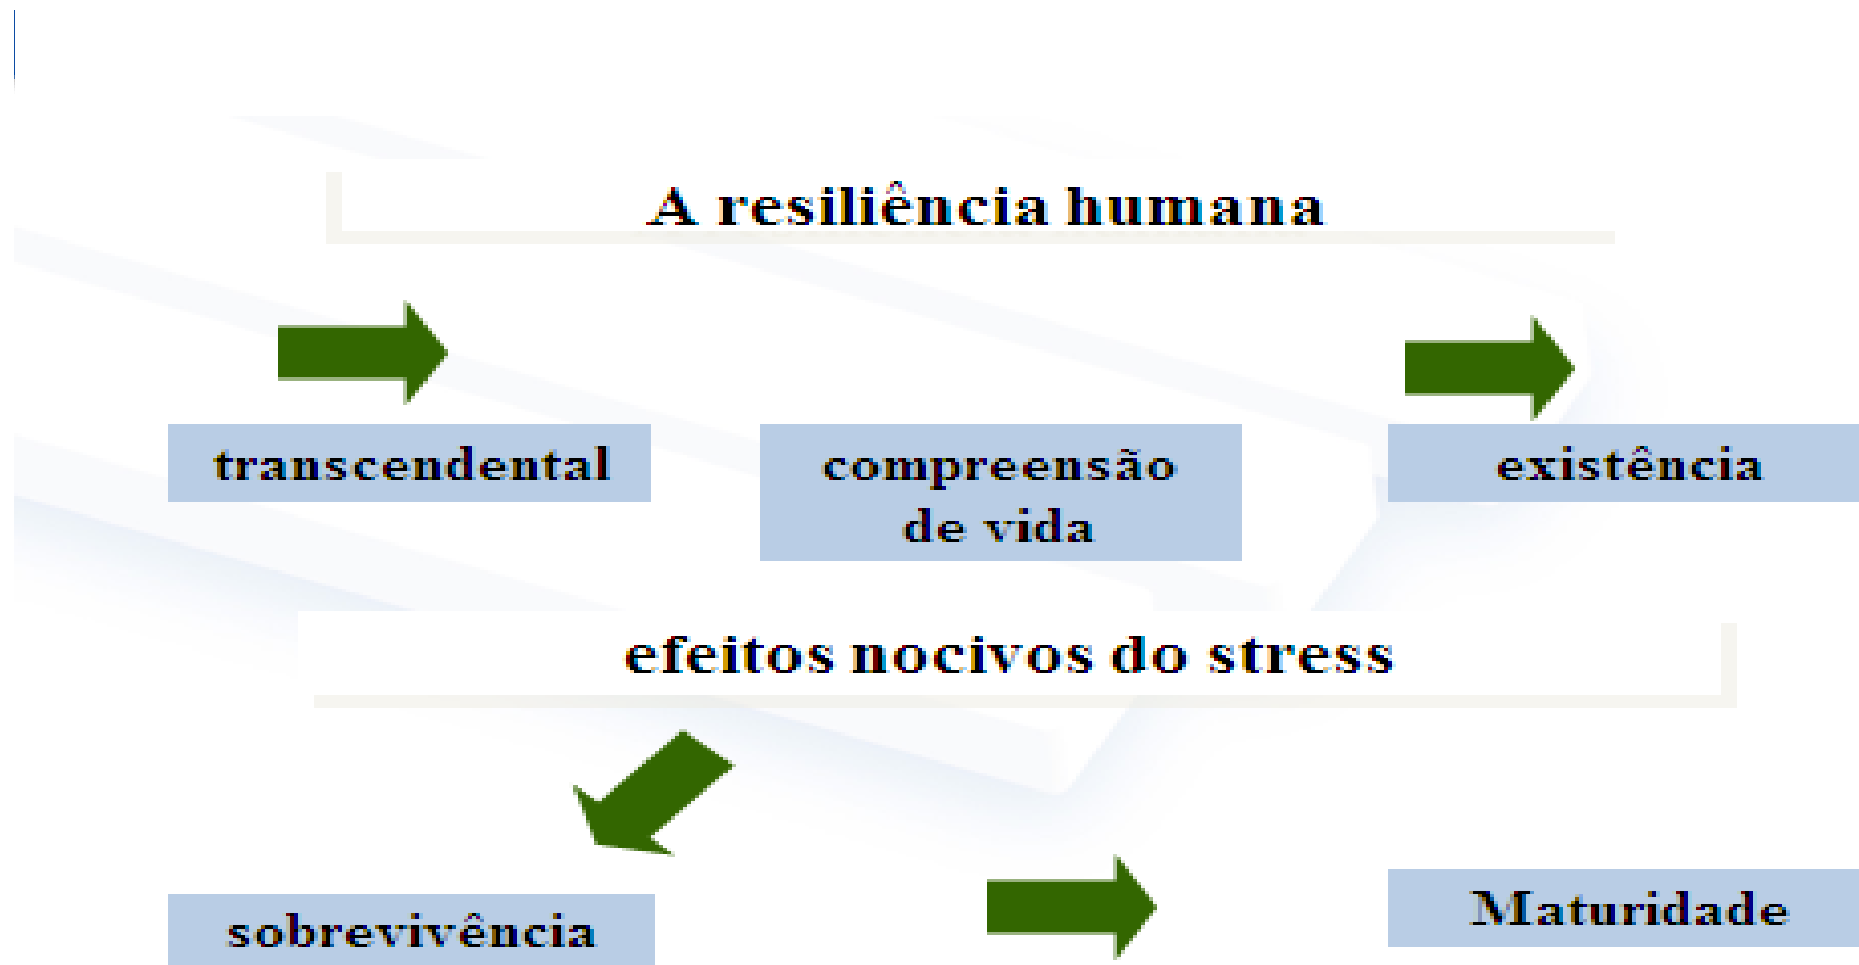 A resiliência humana
transcendental
compreensão
de vida
existência
efeitos nocivos do stress
sobrevivência
Maturidade